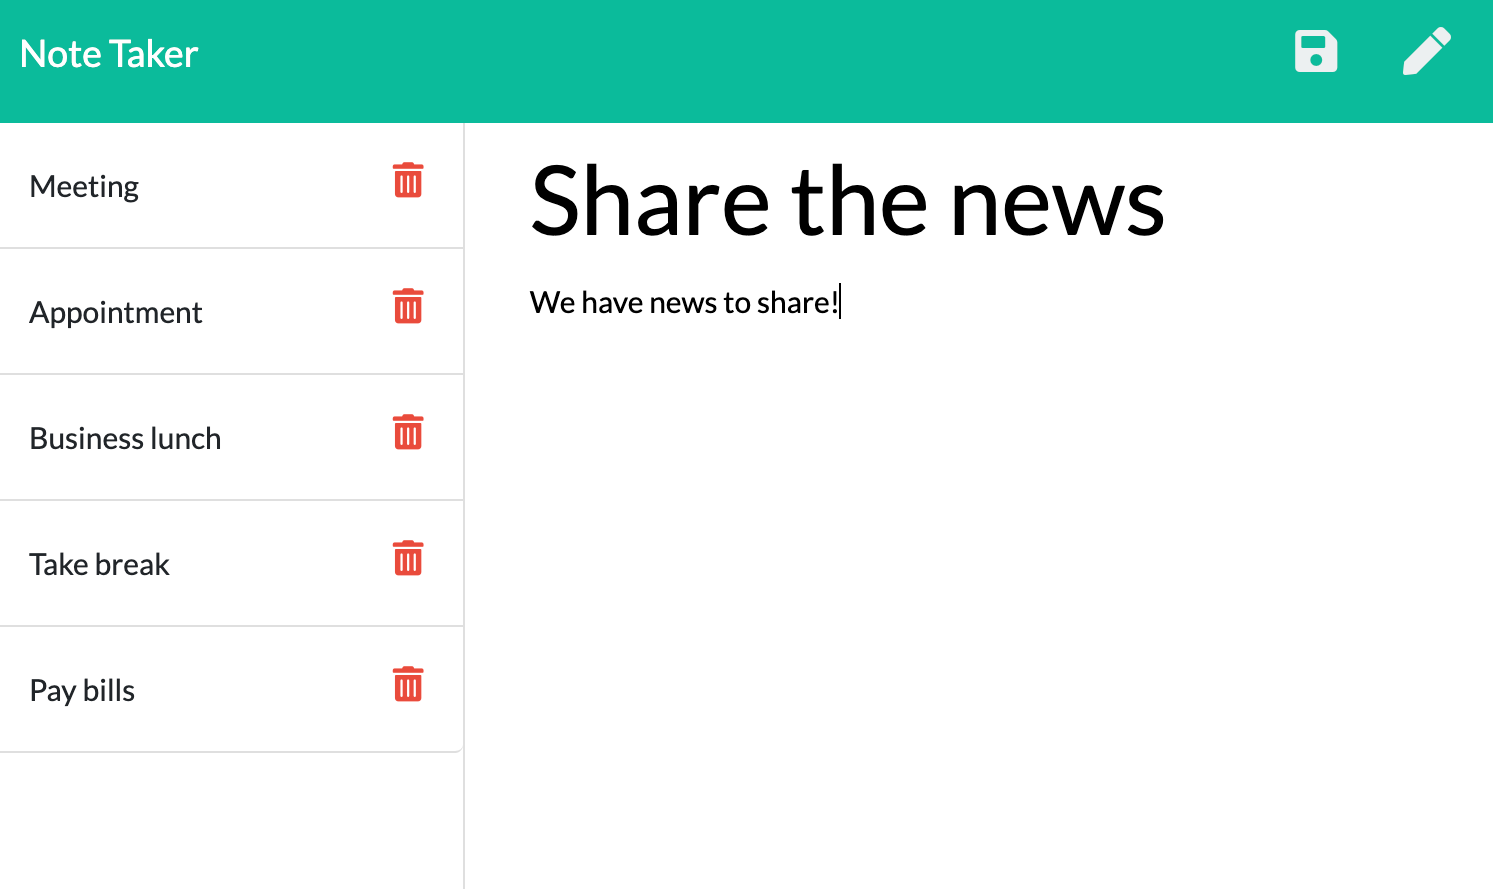 Note Taker
Meeting
Appointment
Business lunch
Take break
Pay bills
Share the news
We have news to share!